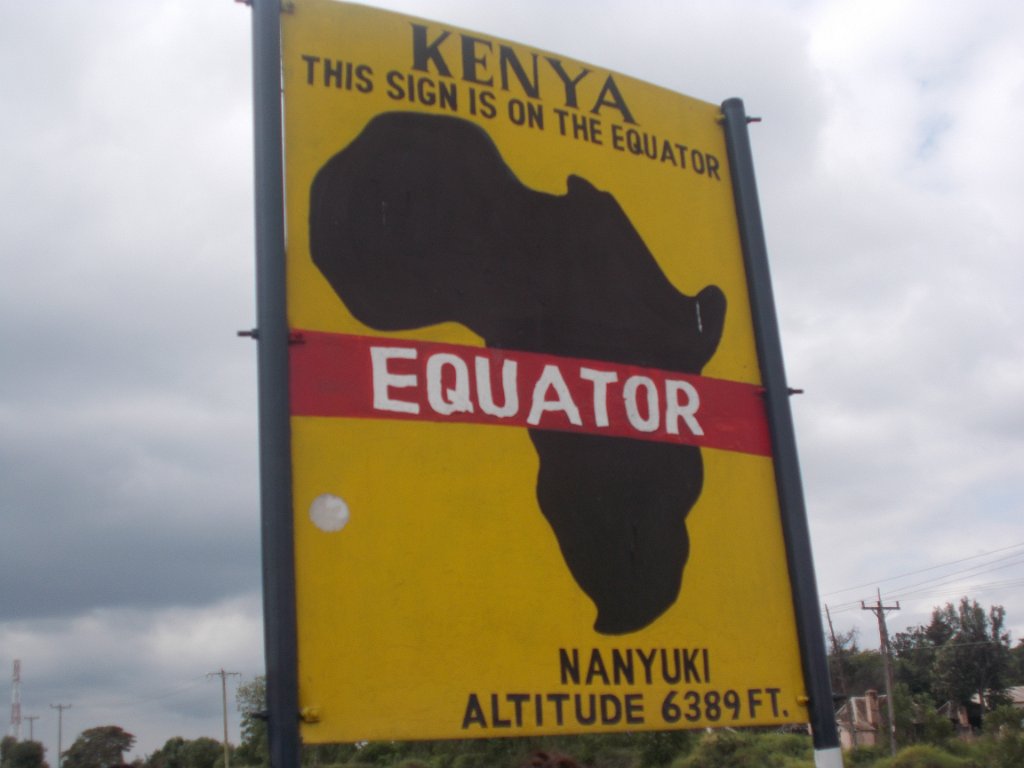 KENYA
THIS SIGN IS ON THE EQUATOR
EQUATOR
NANYUKI
ALTITUDE 6389 FT.